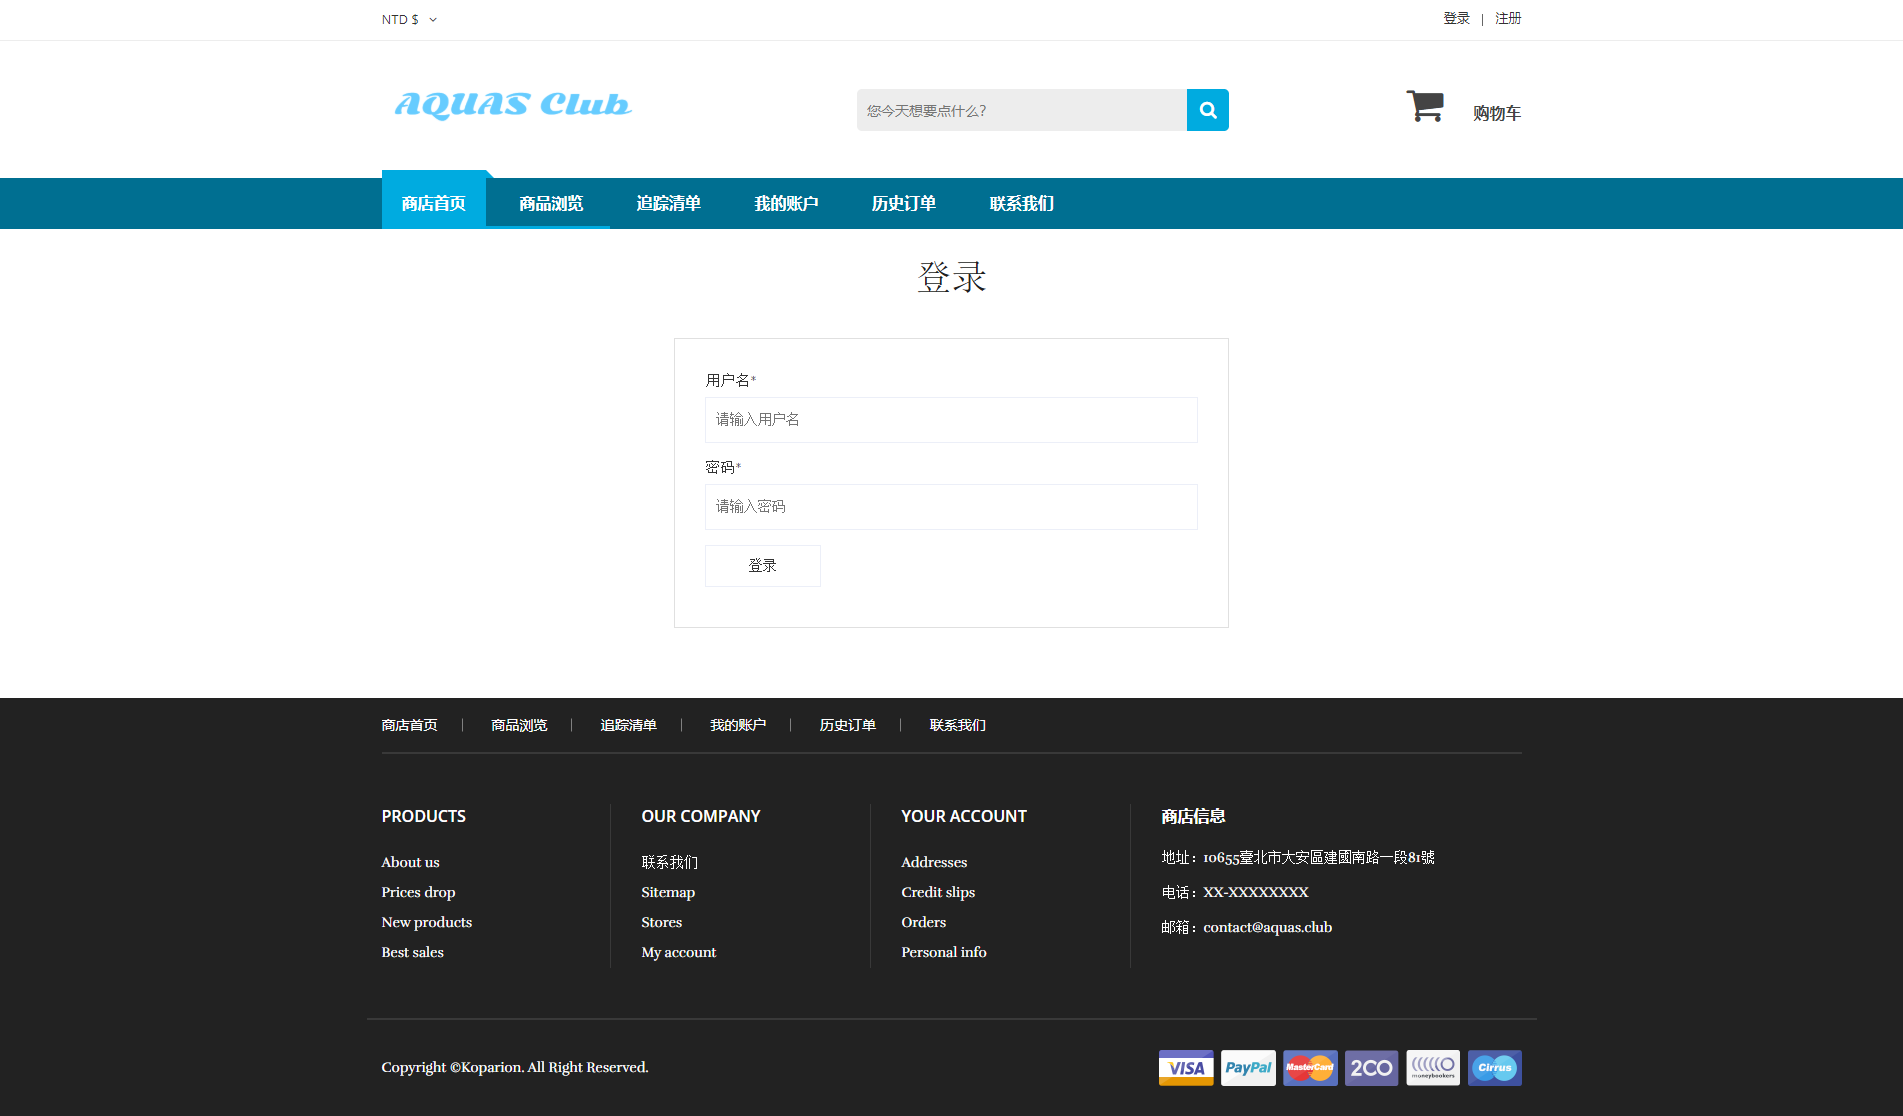 NTD $
登录 | 注册
AQUAS Club
您今天想要点什么?
购物车
商店首页 商品浏览 追踪清单 我的账户 历史订单 联系我们
登录
用户名*
请输入用户名
密码*
请输入密码
登录
商店首页 | 商品浏览 | 追踪清单 | 我的账户 | 历史订单 | 联系我们
PRODUCTS
About us
Prices drop
New products
Best sales
OUR COMPANY
联系我们
Sitemap
Stores
My account
YOUR ACCOUNT
Addresses
Credit slips
Orders
Personal info
商店信息
地址：10655臺北市大安區建國南路一段81號
电话：XX-XXXXXXXX
邮箱：contact@aquas.club
Copyright ©Koparion. All Right Reserved.
VISA PayPal MasterCard 2CO moneybookers Cirrus